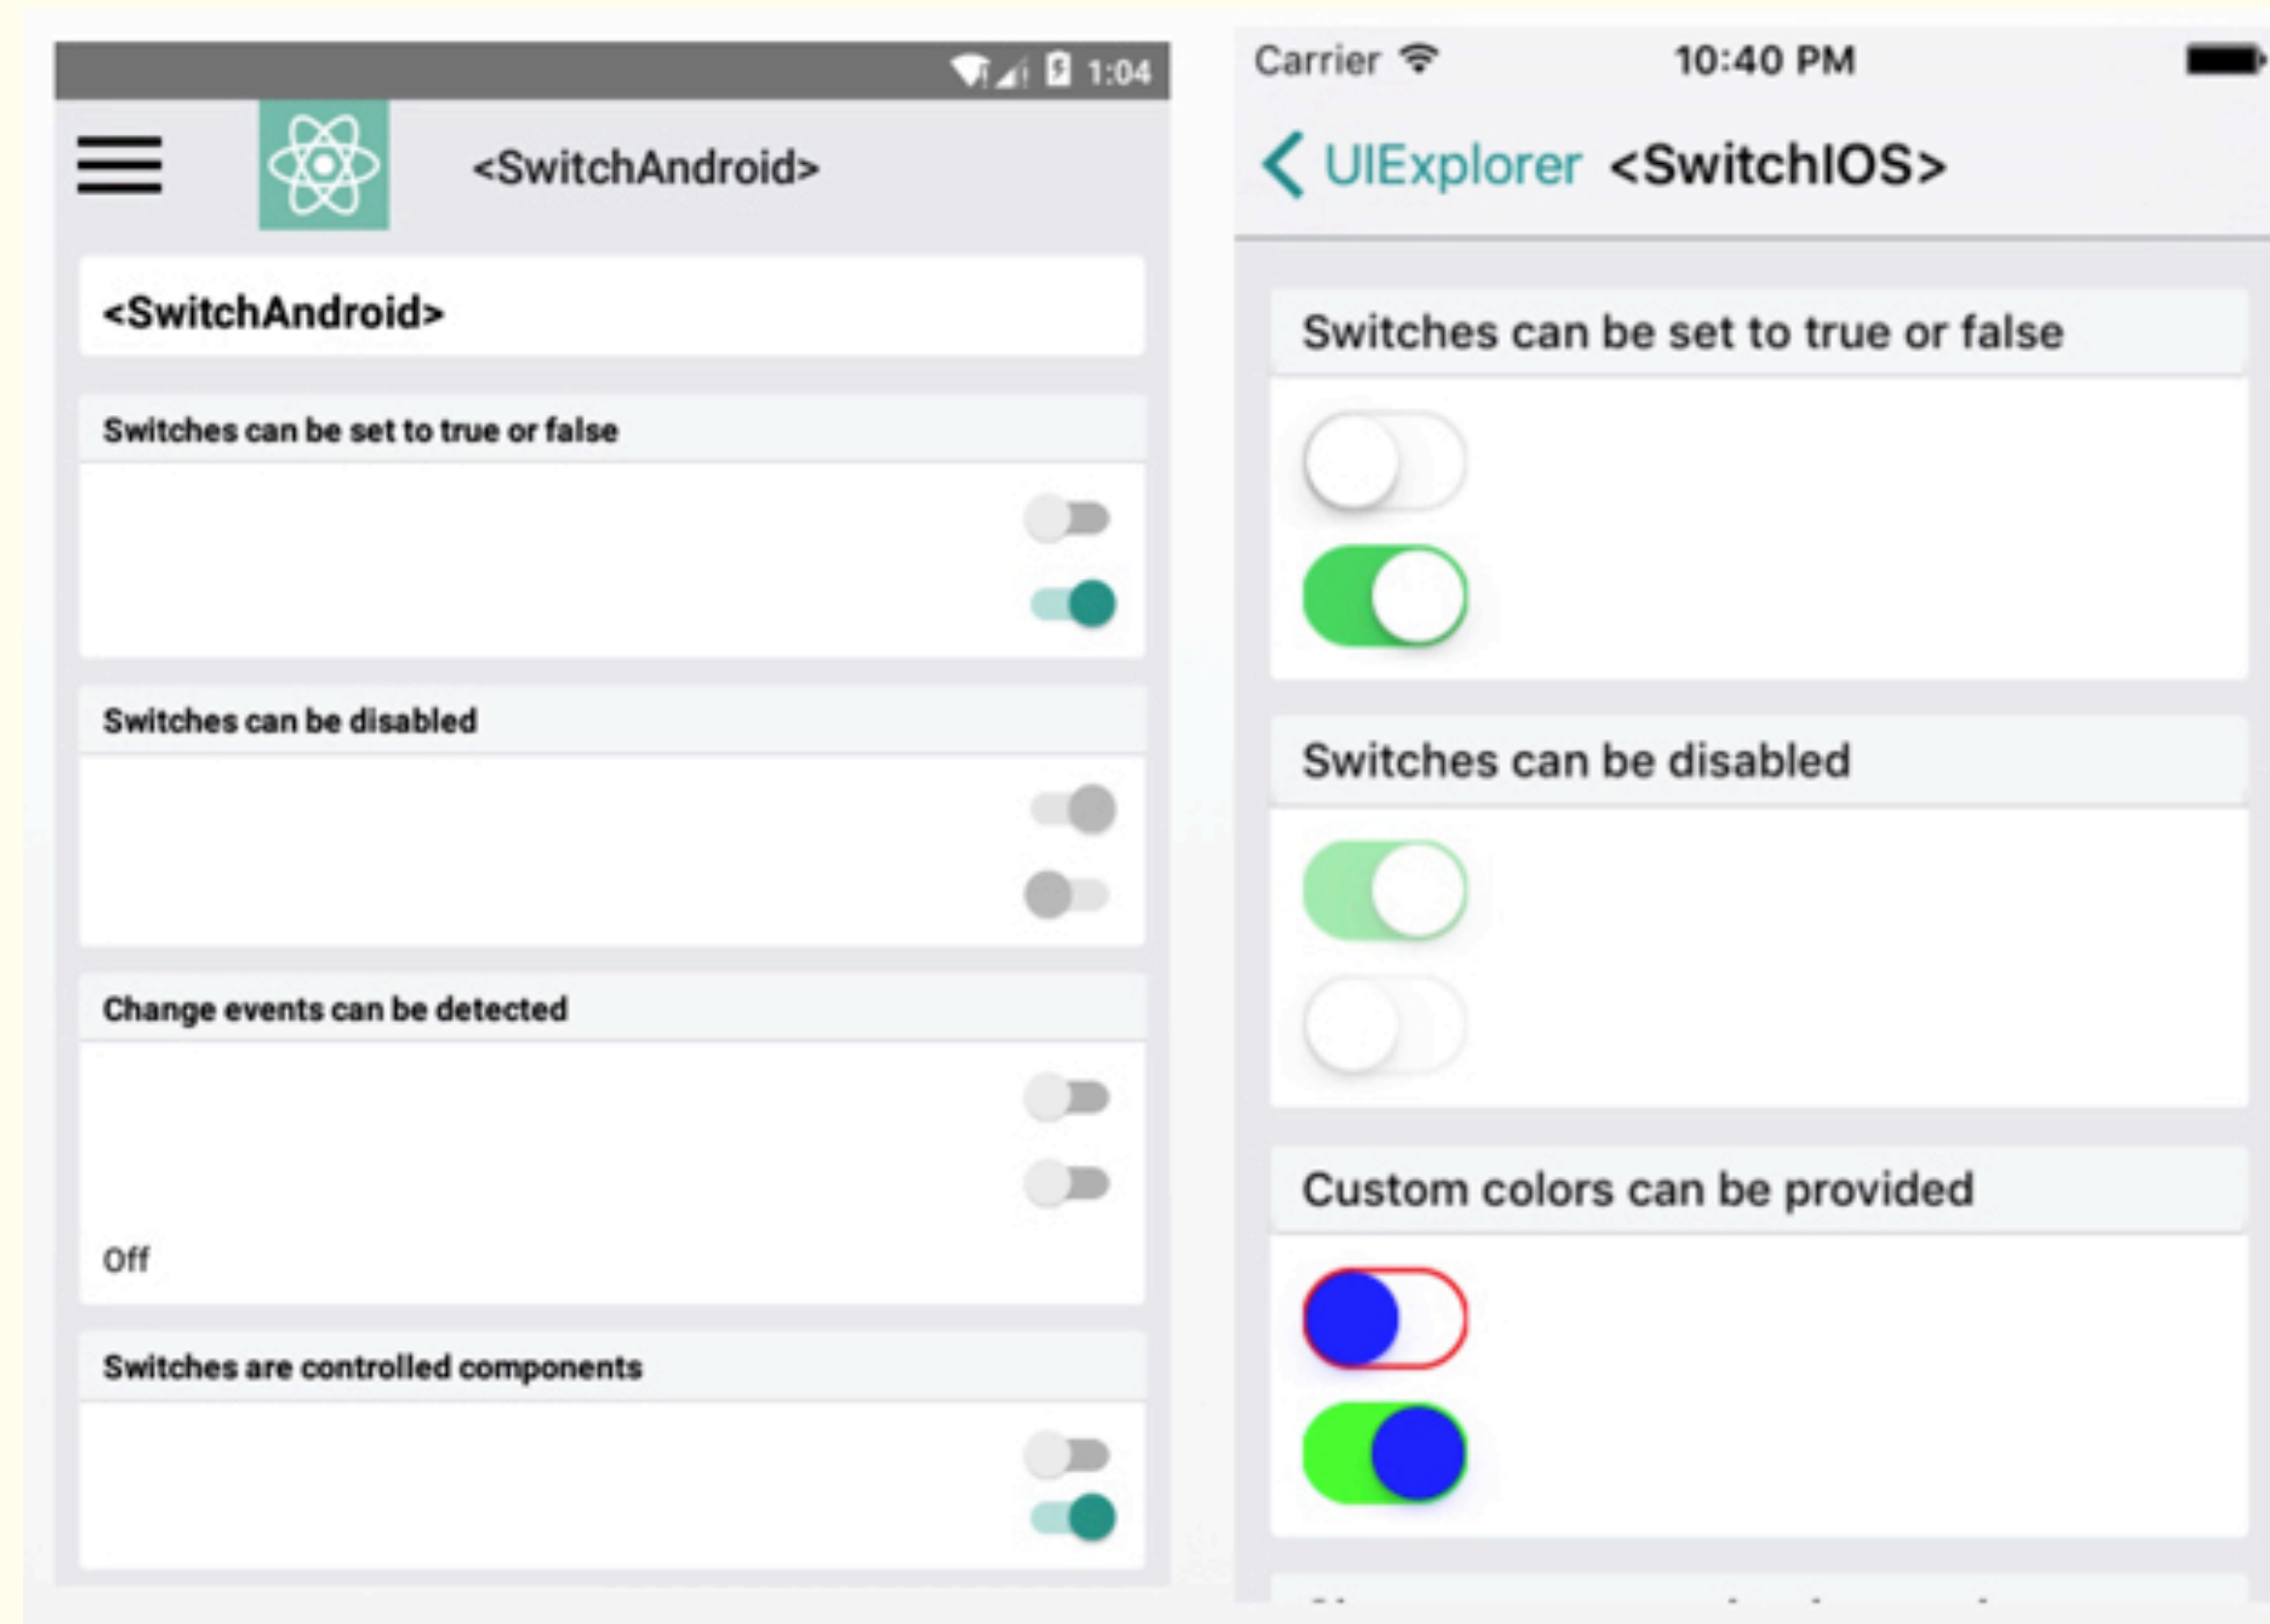 1:04
<SwitchAndroid>
<SwitchAndroid>
Switches can be set to true or false
Switches can be disabled
Change events can be detected
Off
Switches are controlled components
Carrier 10:40 PM
UIExplorer <SwitchIOS>
Switches can be set to true or false
Switches can be disabled
Custom colors can be provided